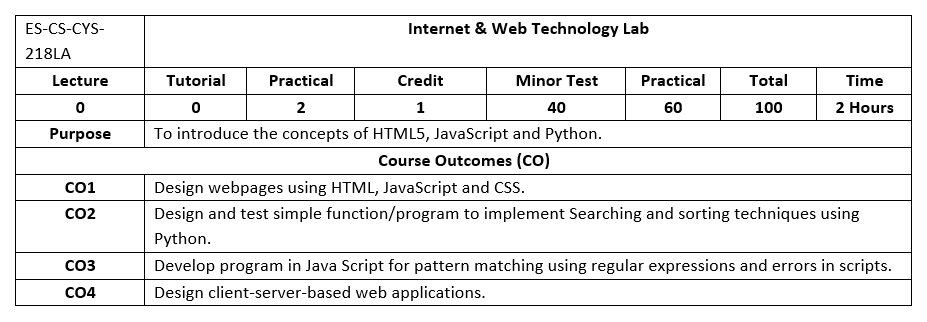 ES-CS-CYS- Internet & Web Technology Lab
218LA
Lecture Tutorial Practical Credit Minor Test Practical Total Time
0 0 2 1 40 60 100 2 Hours
Purpose To introduce the concepts of HTML5, JavaScript and Python.
Course Outcomes (CO)
CO1 Design webpages using HTML, JavaScript and CSS.
CO2 Design and test simple function/program to implement Searching and sorting techniques using
Python.
CO3 Develop program in Java Script for pattern matching using regular expressions and errors in scripts.
CO4 Design client-server-based web applications.